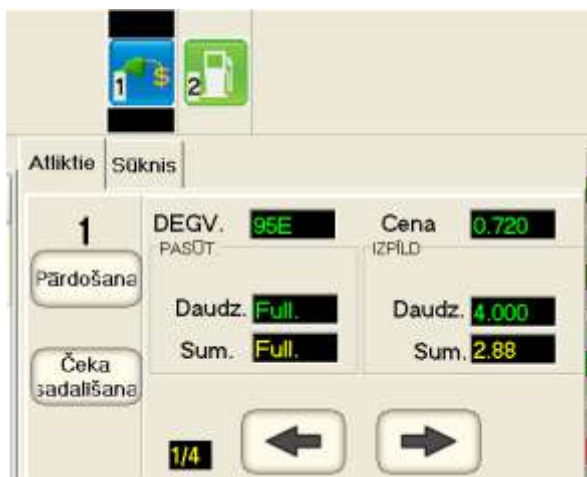 1 $ 2
Atliktie Sūknis
1 DEGV. 95E Cena 0.720
PASŪT. IZPĪLD
Pārdošana
Daudz. Full. Daudz. 4.000
Sum. Full. Sum. 2.88
Čeka
sadalīšana
1/4